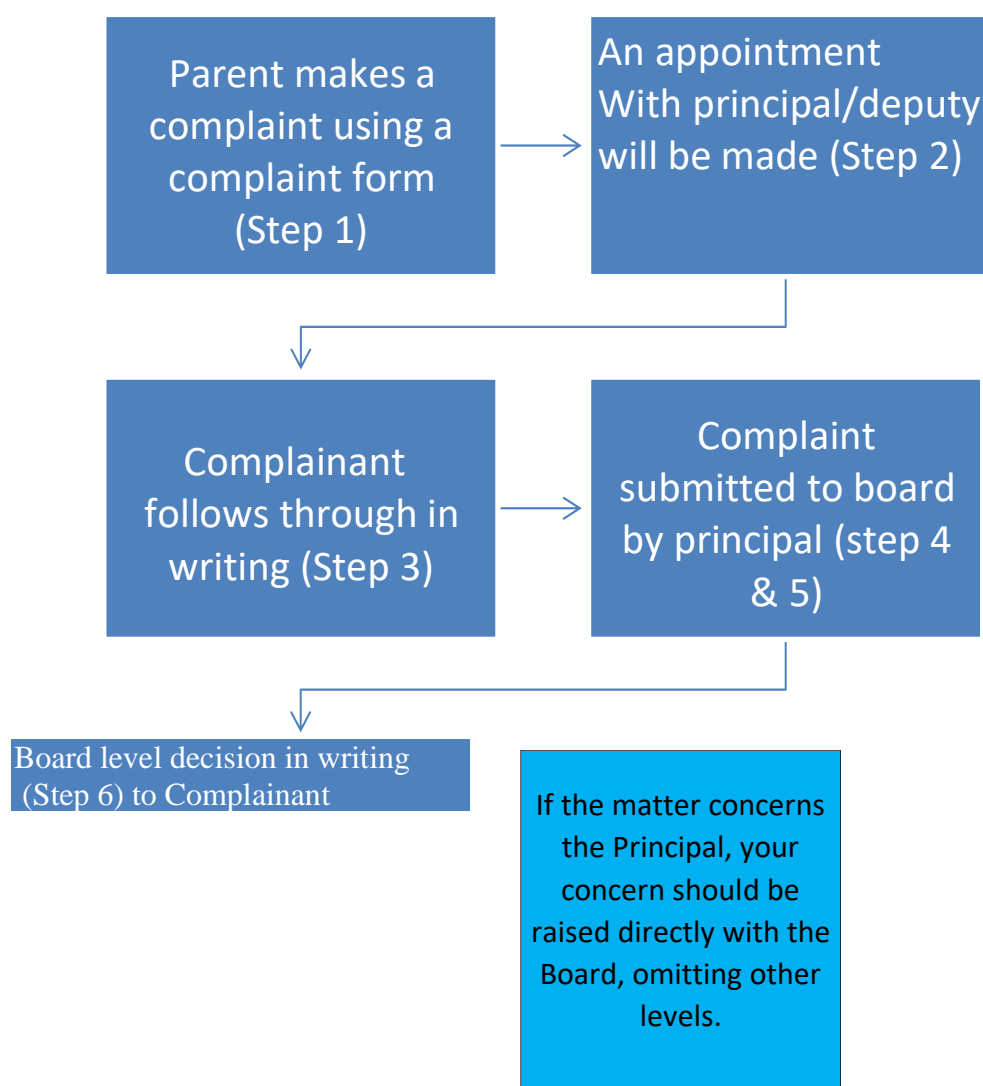 Parent makes a
complaint using a
complaint form
(Step 1)
An appointment
With principal/deputy
will be made (Step 2)
Complainant
follows through in
writing (Step 3)
Complaint
submitted to board
by principal (step 4
& 5)
Board level decision in writing
(Step 6) to Complainant
If the matter concerns
the Principal, your
concern should be
raised directly with the
Board, omitting other
levels.